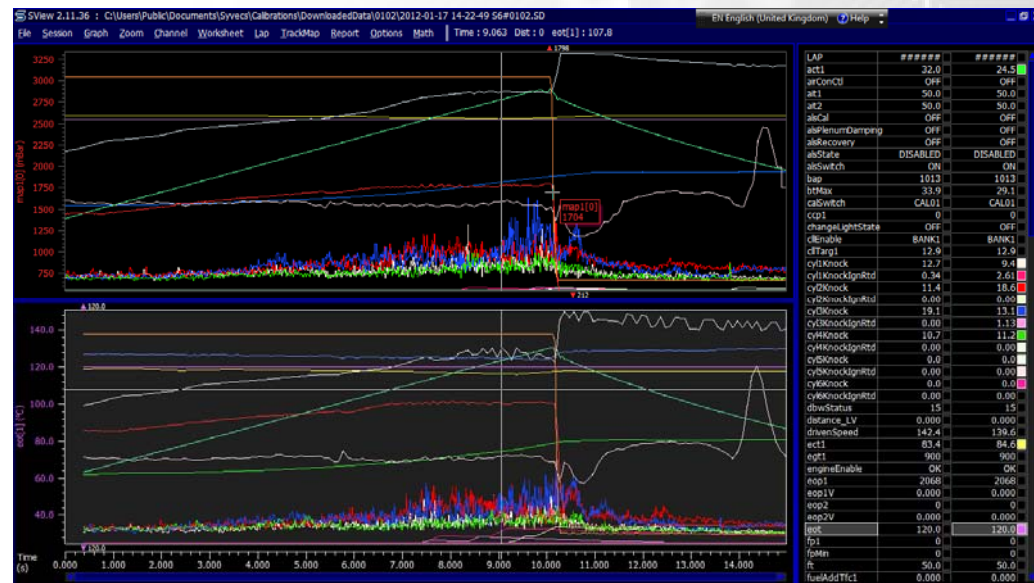 SView 2.11.36 : C:\Users\Public\Documents\Syvecs\Calibrations\DownloadedData\0102\2012-01-17 14-22-49 S6#0102.SD
EN English (United Kingdom) Help
File Session Graph Zoom Channel Worksheet Lap TrackMap Report Options Math Time : 9.063 Dist : 0 eot[1] : 107.8
1798
3250
3000
2750
2500
2250
2000
1750
1500
1250
1000
750
map1[0] (mBar)
map1[0]
1704
212
120.0
140.0
120.0
100.0
80.0
60.0
40.0
eot[1] (°C)
120.0
Time
(s)
0.000 1.000 2.000 3.000 4.000 5.000 6.000 7.000 8.000 9.000 10.000 11.000 12.000 13.000 14.000
LAP ###### ######
act1 32.0 24.5
airConCtl OFF OFF
ait1 50.0 50.0
ait2 50.0 50.0
alsCal OFF OFF
alsPlenumDamping OFF OFF
alsRecovery OFF OFF
alsState DISABLED DISABLED
alsSwitch ON ON
bap 1013 1013
btMax 33.9 29.1
calSwitch CAL01 CAL01
ccp1 0 0
changeLightState OFF OFF
cllEnable BANK1 BANK1
cllTarg1 12.9 12.9
cyl1Knock 12.7 9.4
cyl1KnockIgnRtd 0.34 2.61
cyl2Knock 11.4 18.6
cyl2KnockIgnRtd 0.00 0.00
cyl3Knock 19.1 13.1
cyl3KnockIgnRtd 0.00 1.13
cyl4Knock 10.7 11.2
cyl4KnockIgnRtd 0.00 0.00
cyl5Knock 0.0 0.0
cyl5KnockIgnRtd 0.00 0.00
cyl6Knock 0.0 0.0
cyl6KnockIgnRtd 0.00 0.00
dbwStatus 15 15
distance_LV 0.000 0.000
drivenSpeed 142.4 139.6
ect1 83.4 84.6
egt1 900 900
engineEnable OK OK
eop1 2068 2068
eop1V 0.000 0.000
eop2 0 0
eop2V 0.000 0.000
eot 120.0 120.0
fp1 0 0
fpMin 0 0
ft 50.0 50.0
fuelAddTfc1 0.000 0.000